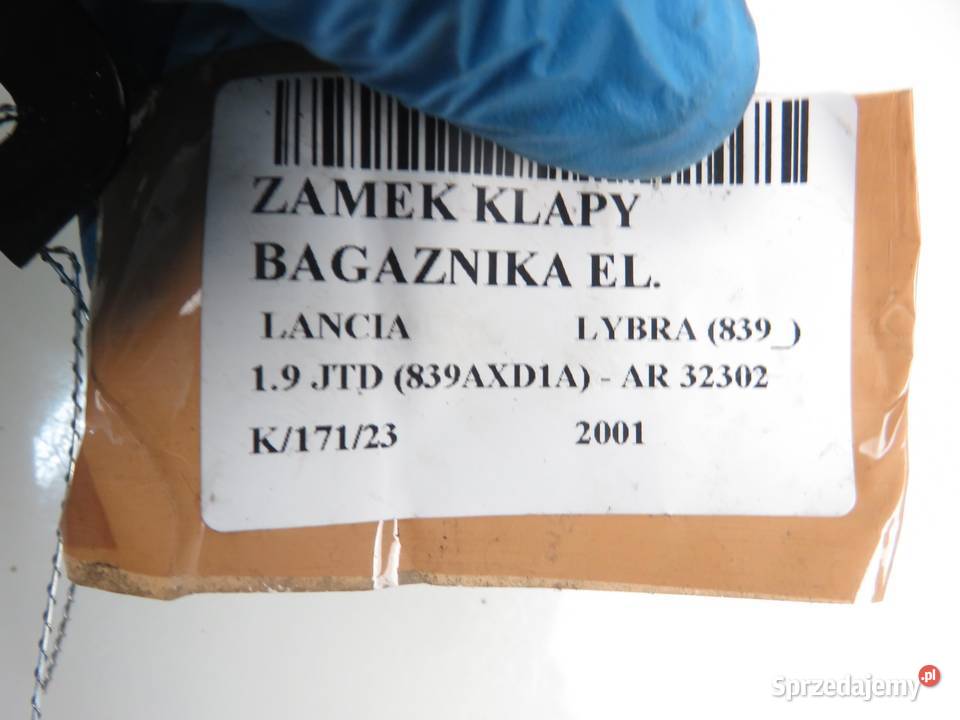 ZAMEK KLAPY
BAGAZNIKA EL.
LANCIA LYBRA (839_)
1.9 JTD (839AXD1A) - AR 32302
K/171/23 2001
Sprzedajemy.pl